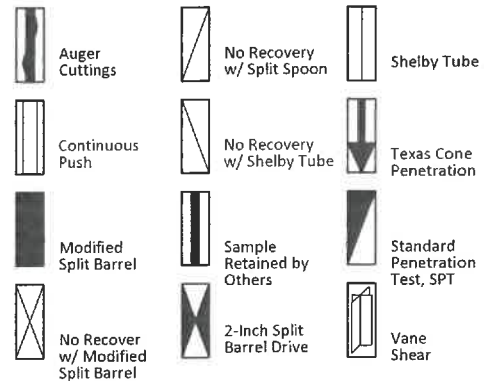 Auger
Cuttings
No Recovery
w/ Split Spoon
Shelby Tube
Continuous
Push
No Recovery
w/ Shelby Tube
Texas Cone
Penetration
Modified
Split Barrel
Sample
Retained by
Others
Standard
Penetration
Test, SPT
No Recover
w/ Modified
Split Barrel
2-Inch Split
Barrel Drive
Vane
Shear